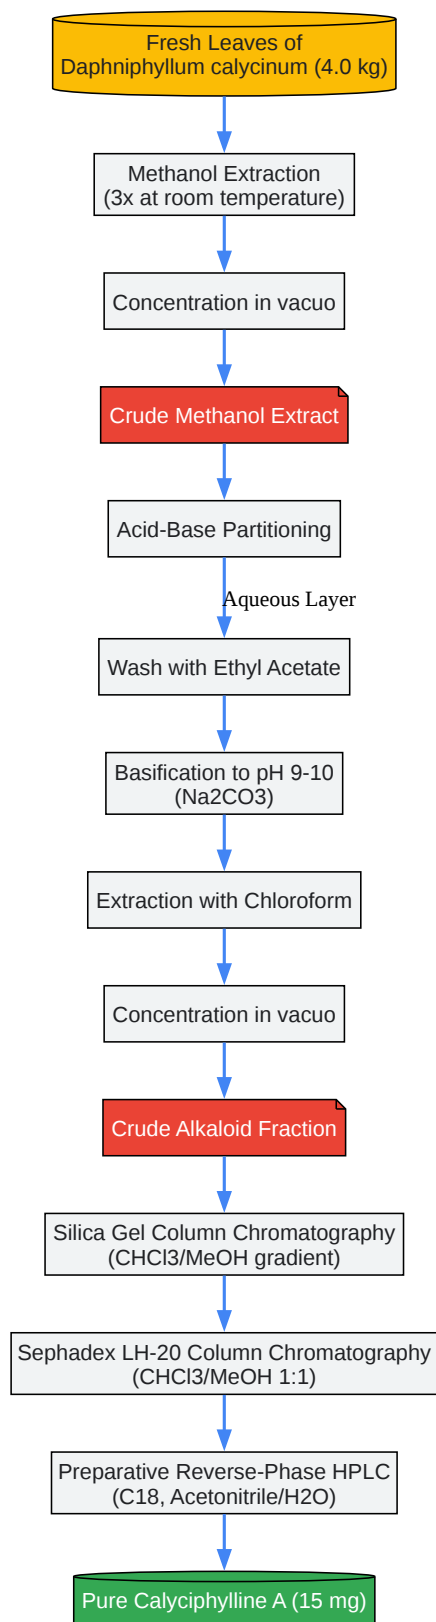 Fresh Leaves of
Daphniphyllum calycinum (4.0 kg)
Methanol Extraction
(3x at room temperature)
Concentration in vacuo
Crude Methanol Extract
Acid-Base Partitioning
Aqueous Layer
Wash with Ethyl Acetate
Basification to pH 9-10
(Na2CO3)
Extraction with Chloroform
Concentration in vacuo
Crude Alkaloid Fraction
Silica Gel Column Chromatography
(CHCl3/MeOH gradient)
Sephadex LH-20 Column Chromatography
(CHCl3/MeOH 1:1)
Preparative Reverse-Phase HPLC
(C18, Acetonitrile/H2O)
Pure Calyciphylline A (15 mg)